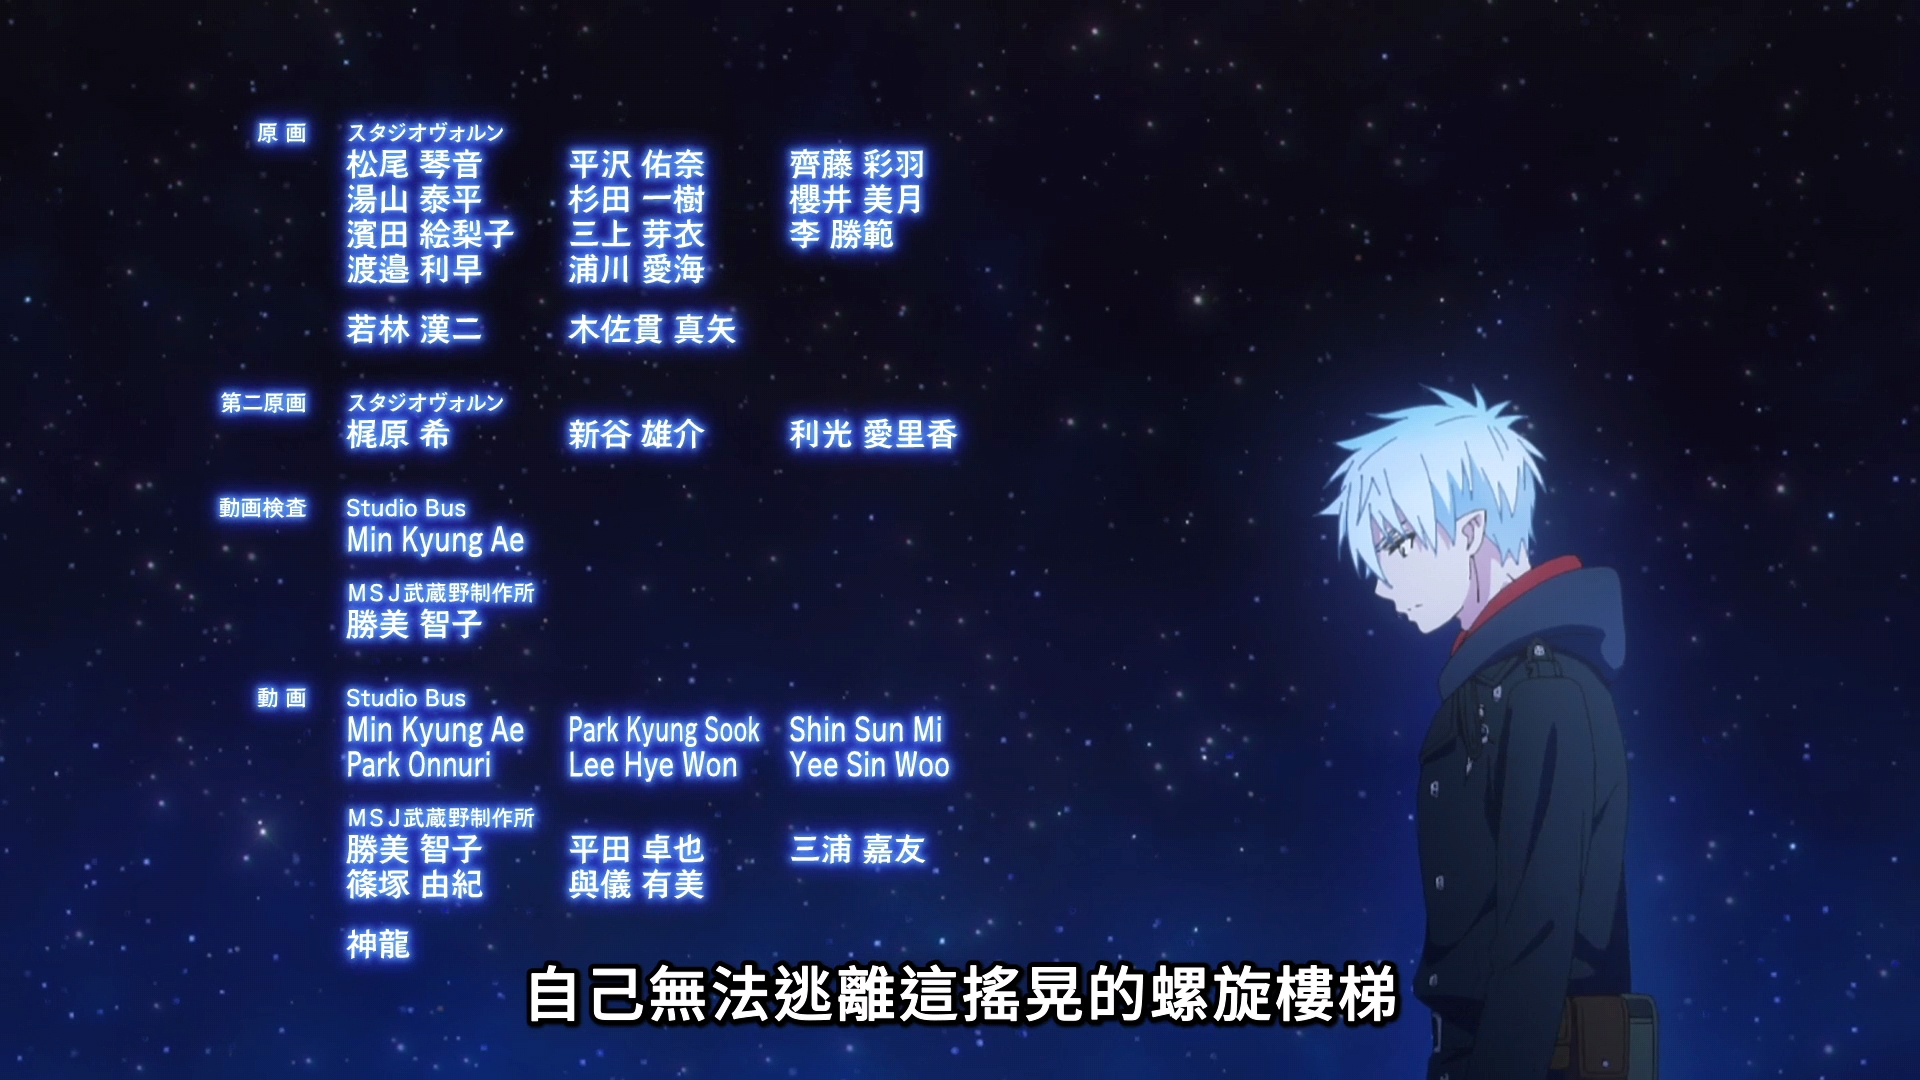 原 画 スタジオヴォルン
松尾 琴音 平沢 佑奈 齊藤 彩羽
湯山 泰平 杉田 一樹 櫻井 美月
濱田 絵梨子 三上 芽衣 李 勝範
渡邉 利早 浦川 愛海
若林 漢二 木佐貫 真矢
第二原画 スタジオヴォルン
梶原 希 新谷 雄介 利光 愛里香
動画検査 Studio Bus
Min Kyung Ae
MSJ武蔵野制作所
勝美 智子
動 画 Studio Bus
Min Kyung Ae Park Kyung Sook Shin Sun Mi
Park Onnuri Lee Hye Won Yee Sin Woo
MSJ武蔵野制作所
勝美 智子 平田 卓也 三浦 嘉友
篠塚 由紀 與儀 有美
神龍
自己無法逃離這搖晃的螺旋樓梯